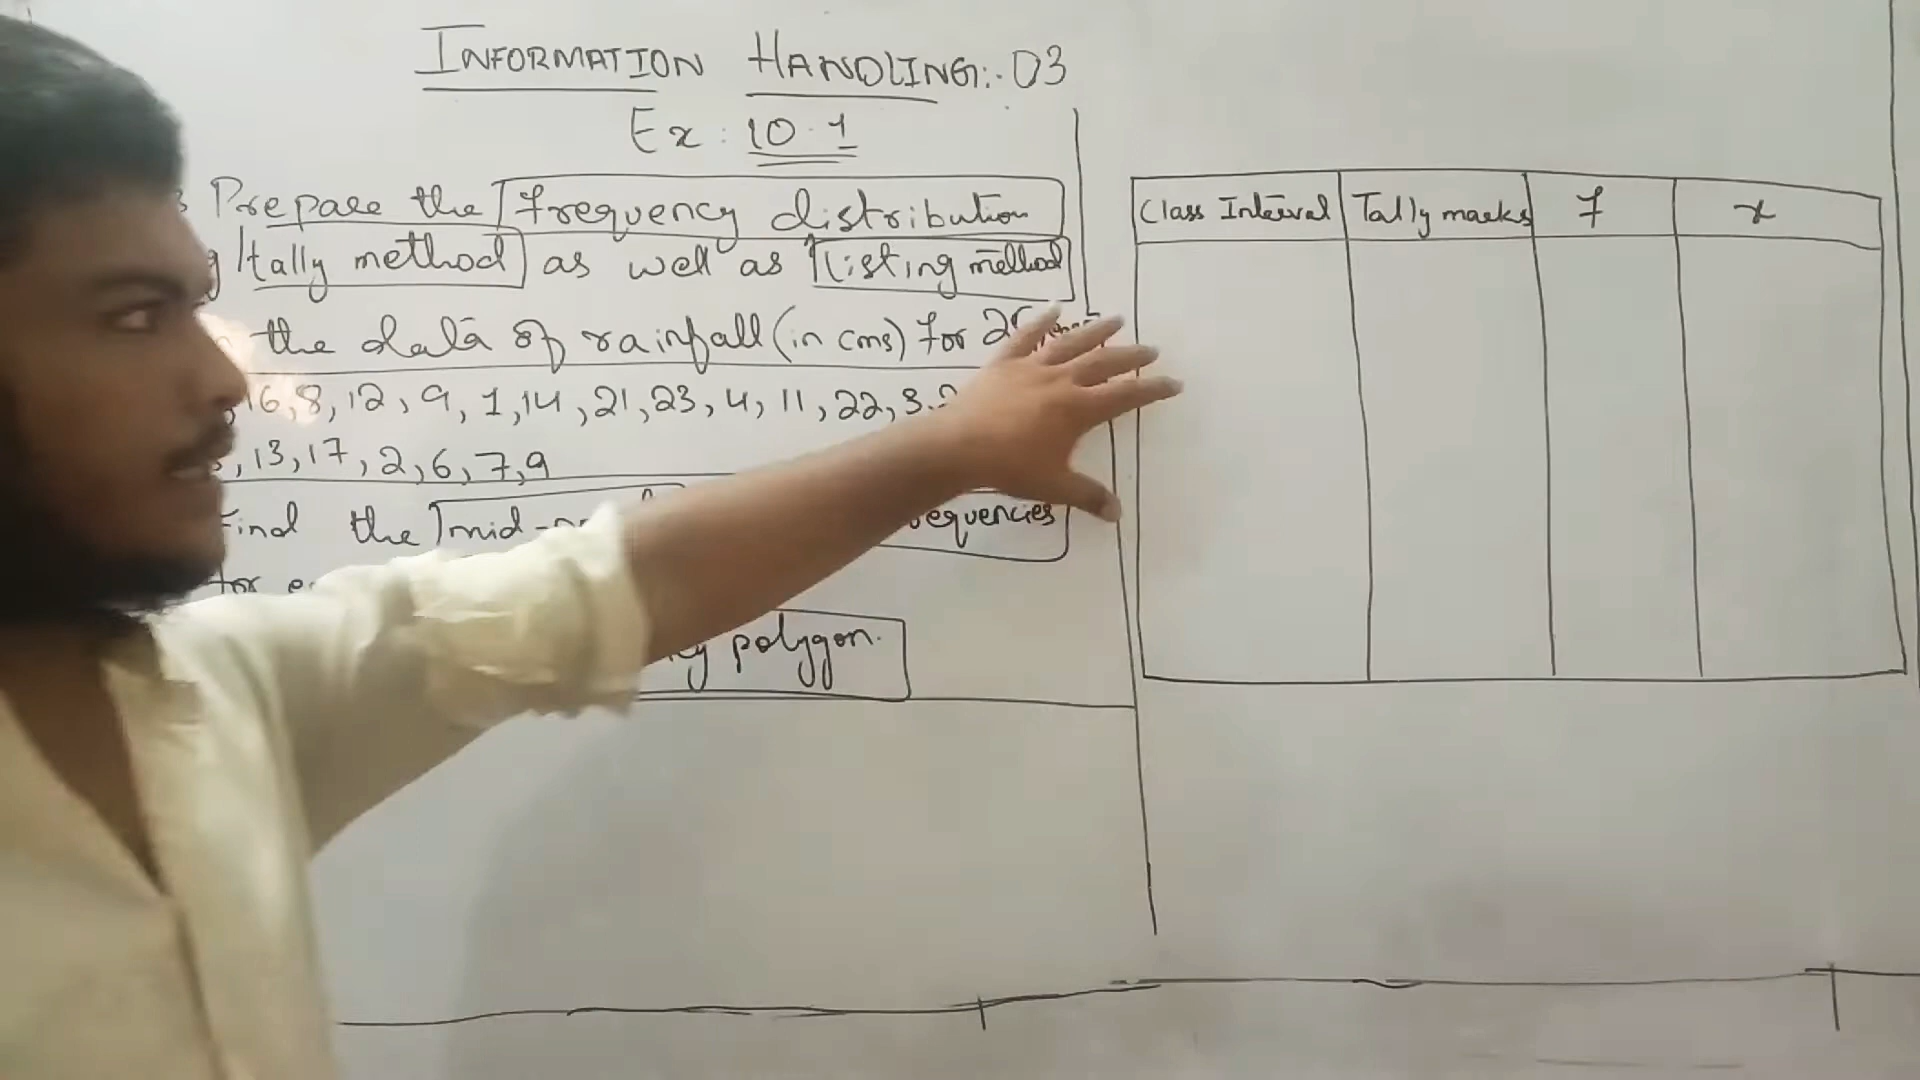 INFORMATION HANDLING:- 03
Ex: 10.1
Prepare the frequency distribution
tally method as well as listing method
the data of rainfall (in cms) for
16, 8, 12, 9, 1, 14, 21, 23, 4, 11, 22, 3,
, 13, 17, 2, 6, 7, 9
Find the mid-
for
polygon.
Class Interval Tally marks f x